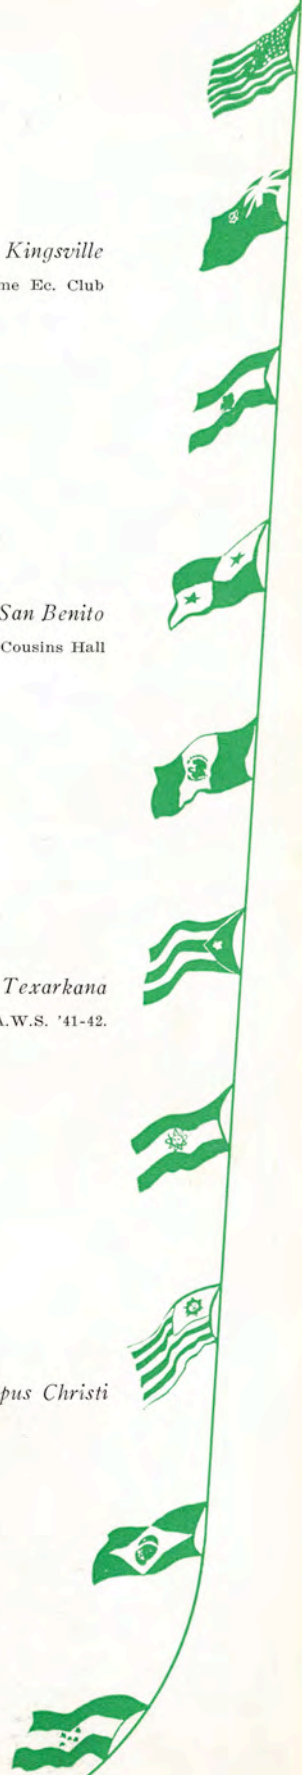 Kingsville
me Ec. Club
San Benito
Cousins Hall
Texarkana
A.W.S. '41-42.
pus Christi